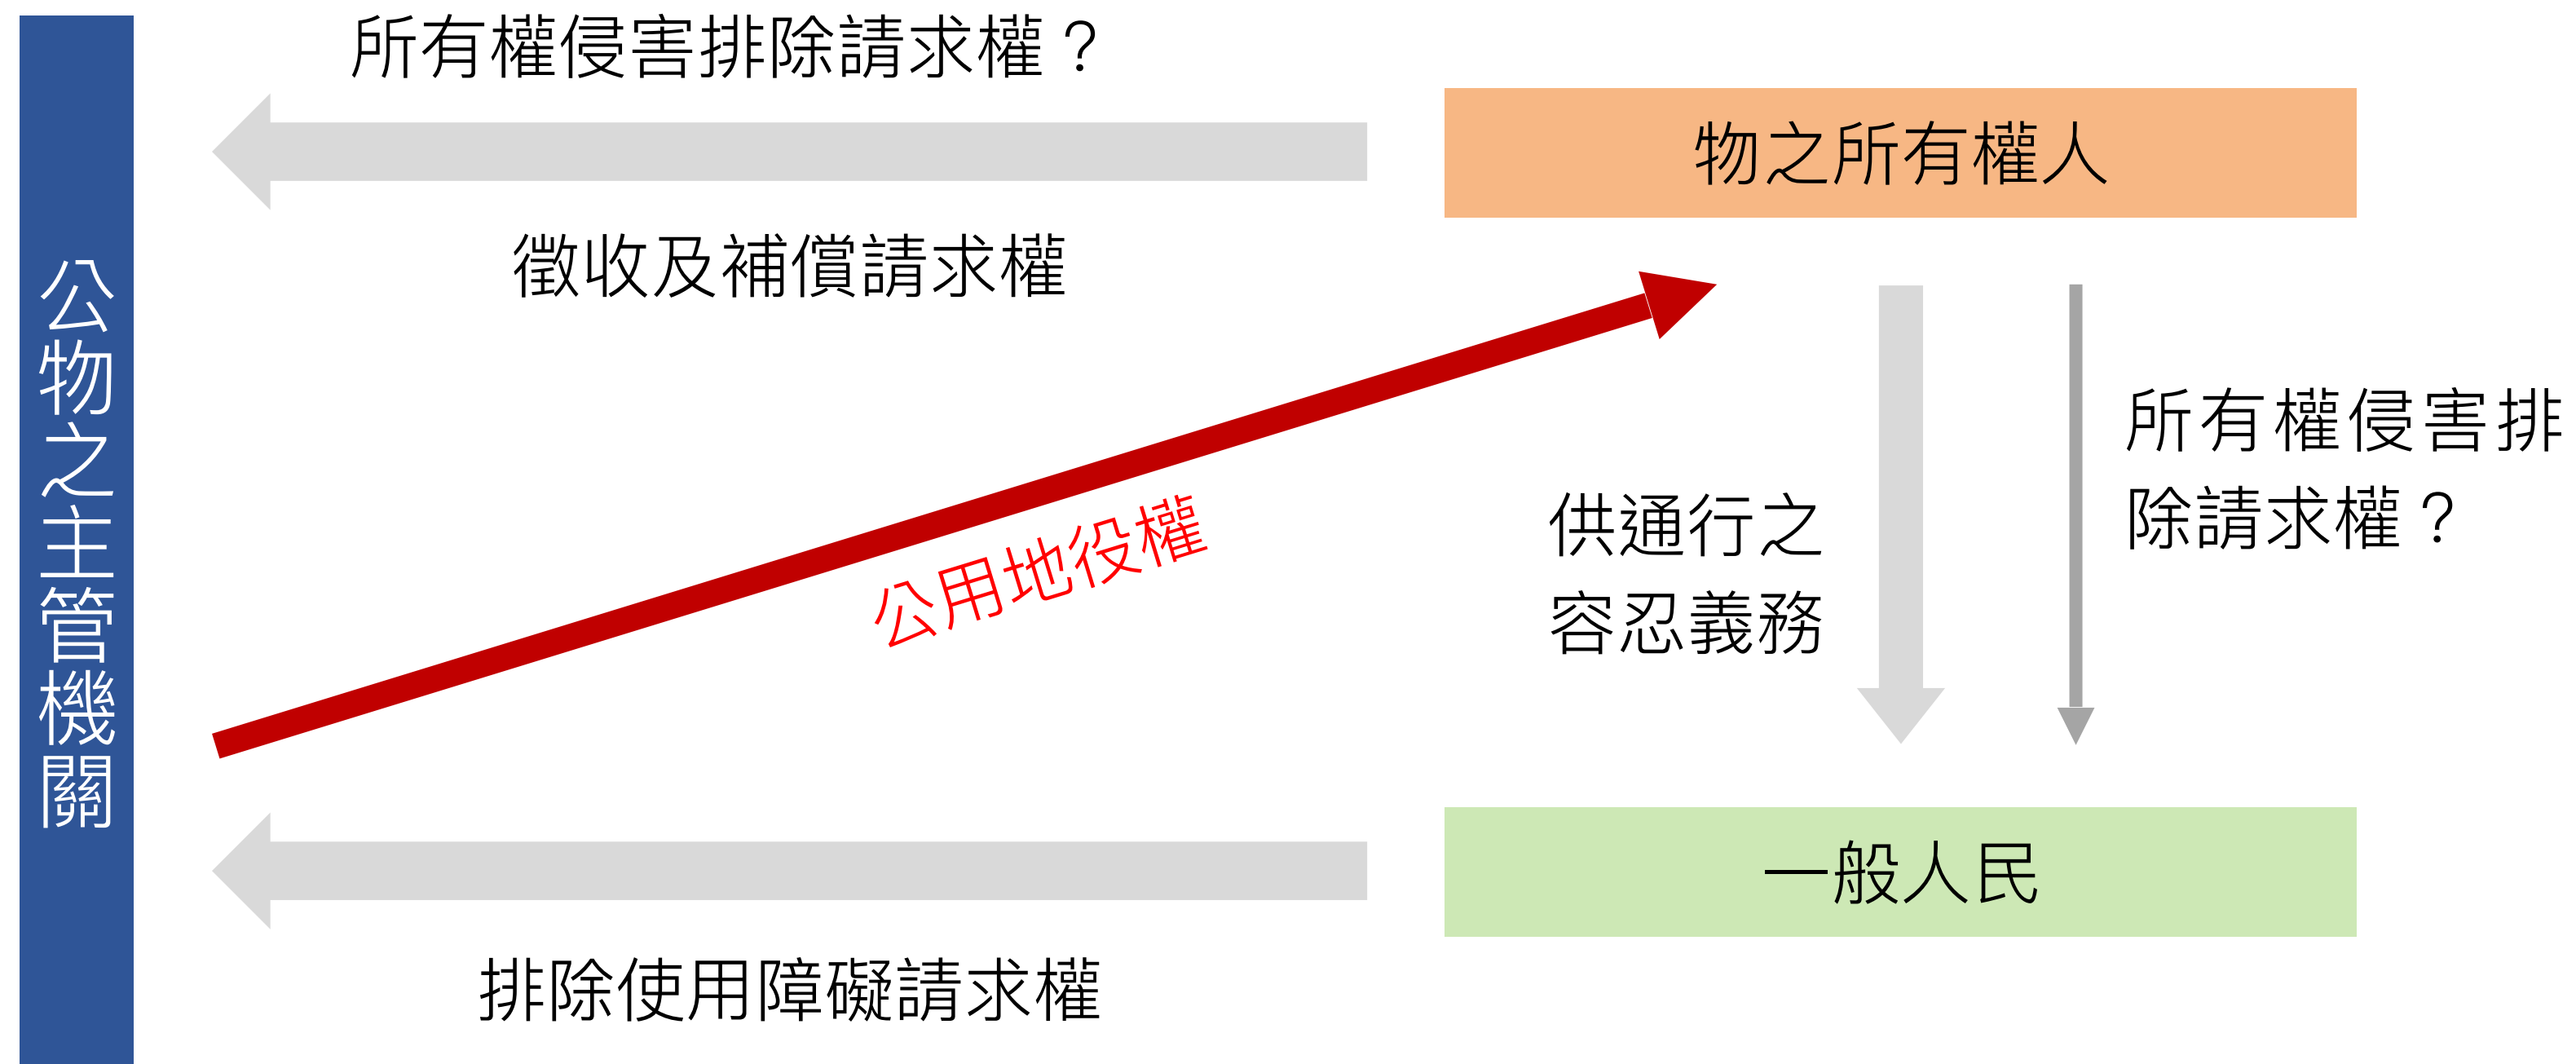 所有權侵害排除請求權？
物之所有權人
徵收及補償請求權
公物之主管機關
公用地役權
供通行之
容忍義務
所有權侵害排
除請求權？
一般人民
排除使用障礙請求權